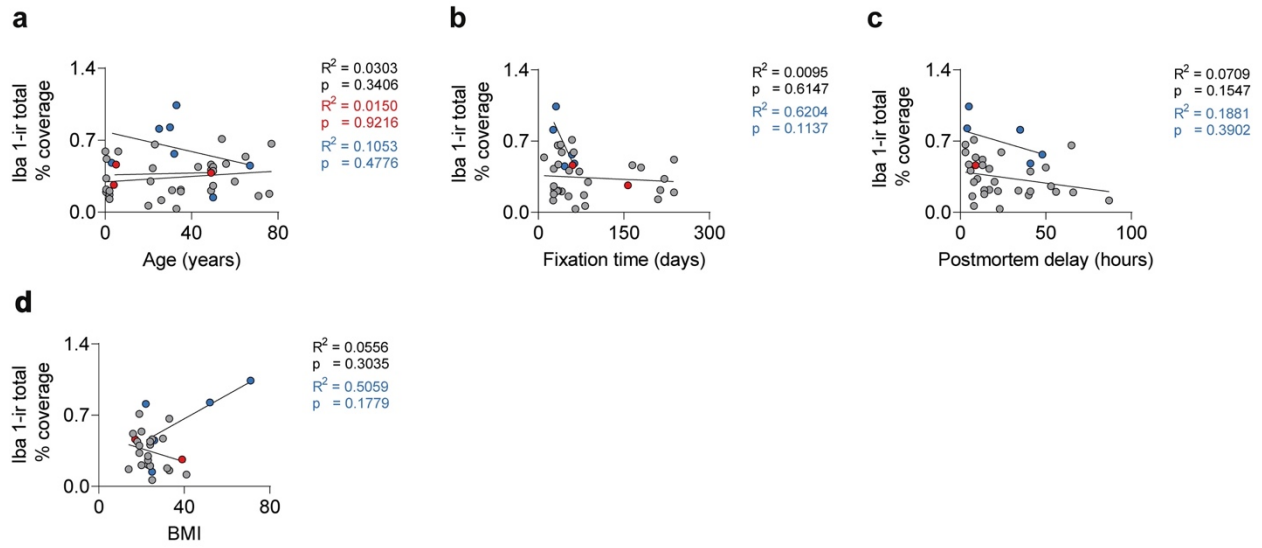 a
Iba 1-ir total
% coverage
1.4
0.7
0.0
0
40
80
Age (years)
R² = 0.0303
p = 0.3406
R² = 0.0150
p = 0.9216
R² = 0.1053
p = 0.4776
b
Iba 1-ir total
% coverage
1.4
0.7
0.0
0
150
300
Fixation time (days)
R² = 0.0095
p = 0.6147
R² = 0.6204
p = 0.1137
c
Iba 1-ir total
% coverage
1.4
0.7
0.0
0
50
100
Postmortem delay (hours)
R² = 0.0709
p = 0.1547
R² = 0.1881
p = 0.3902
d
Iba 1-ir total
% coverage
1.4
0.7
0.0
0
40
80
BMI
R² = 0.0556
p = 0.3035
R² = 0.5059
p = 0.1779